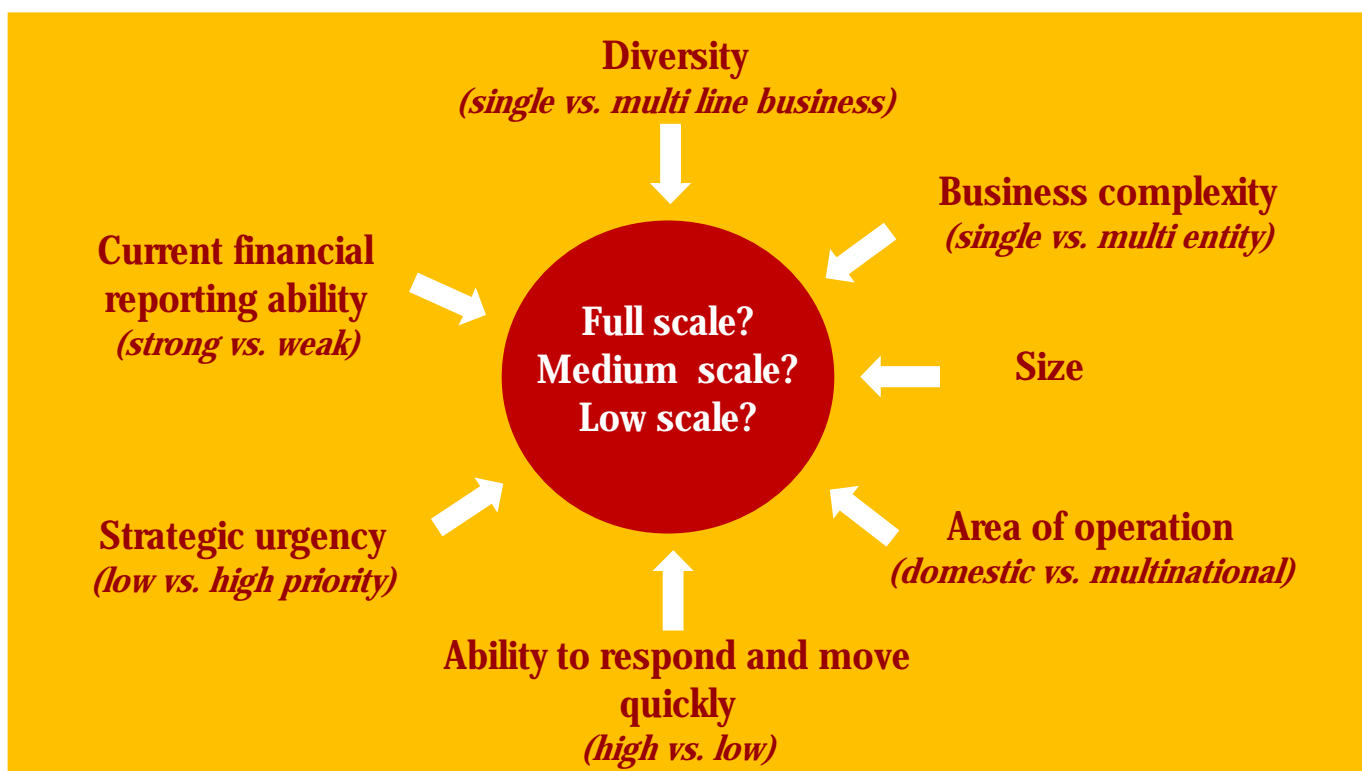 Diversity
(single vs. multi line business)
Business complexity
(single vs. multi entity)
Current financial
reporting ability
(strong vs. weak)
Full scale?
Medium  scale?
Low scale?
Size
Strategic urgency
(low vs. high priority)
Area of operation
(domestic vs. multinational)
Ability to respond and move
quickly
(high vs. low)